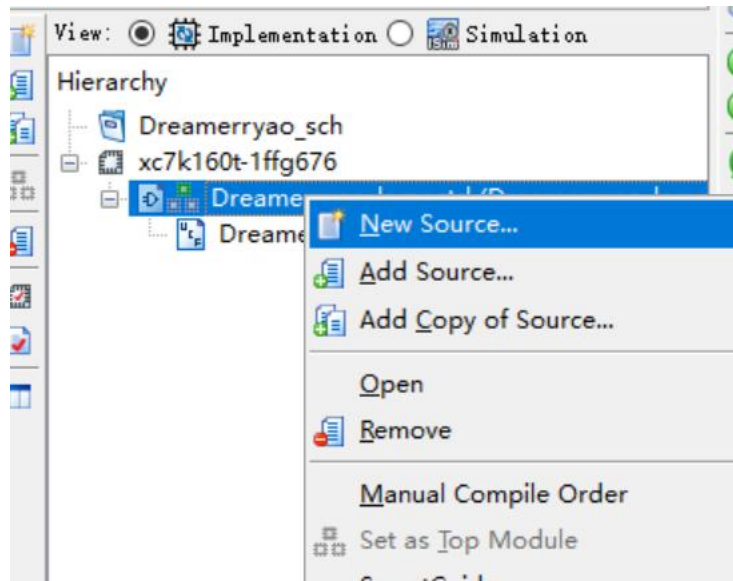 View: Implementation Simulation
Hierarchy
Dreamerryao_sch
xc7k160t-1ffg676
New Source...
Add Source...
Add Copy of Source...
Open
Remove
Manual Compile Order
Set as Top Module